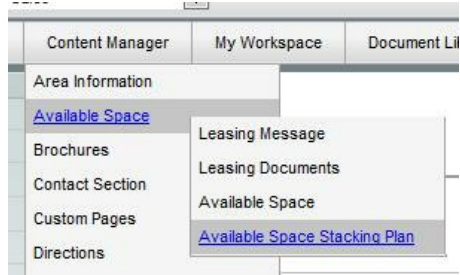 Content Manager
My Workspace
Document Li
Area Information
Available Space
Brochures
Contact Section
Custom Pages
Directions
Leasing Message
Leasing Documents
Available Space
Available Space Stacking Plan